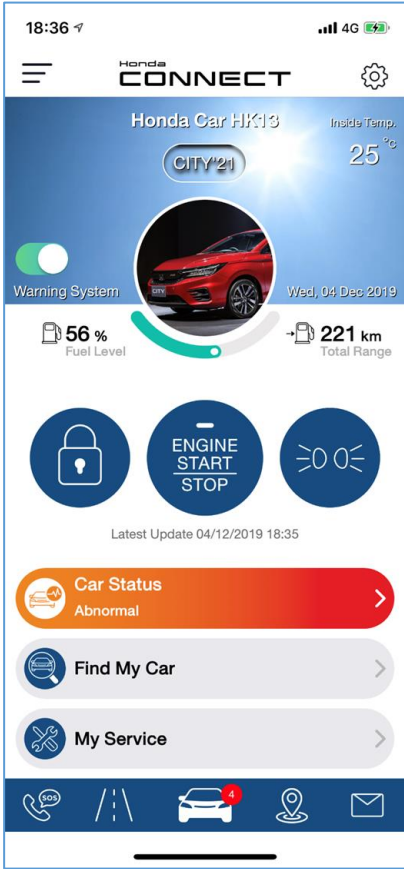 18:36
4G
Honda
CONNECT
Honda Car HK13
Inside Temp.
CITY'21
25 °C
Warning System
Wed, 04 Dec 2019
CITY
56 %
Fuel Level
221 km
Total Range
ENGINE
START
STOP
Latest Update 04/12/2019 18:35
Car Status
Abnormal
Find My Car
My Service
SOS
4